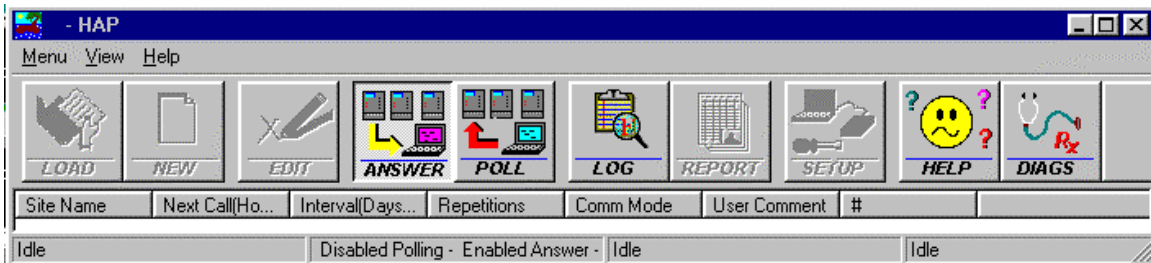 - HAP
Menu View Help
LOAD NEW EDIT ANSWER POLL LOG REPORT SETUP HELP DIAGS
Site Name Next Call(Ho... Interval(Days... Repetitions Comm Mode User Comment #
Idle Disabled Polling - Enabled Answer - Idle Idle